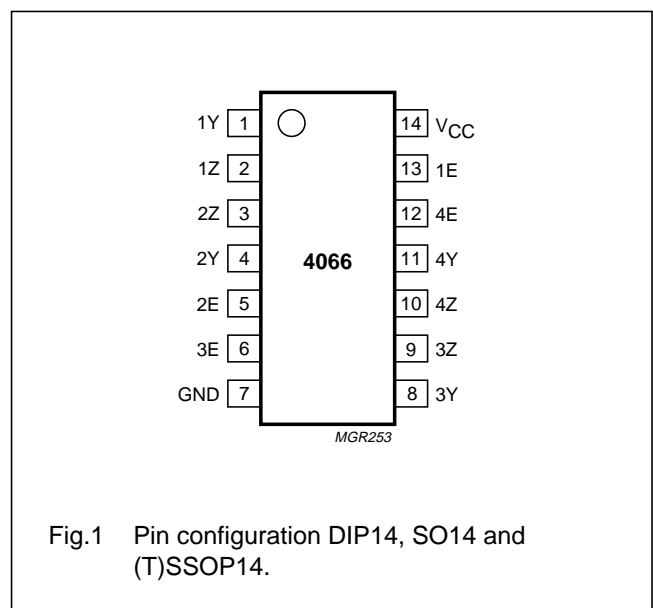 1Y 1 14 VCC
1Z 2 13 1E
2Z 3 12 4E
2Y 4 4066 11 4Y
2E 5 10 4Z
3E 6 9 3Z
GND 7 8 3Y
MGR253
Fig.1 Pin configuration DIP14, SO14 and
(T)SSOP14.